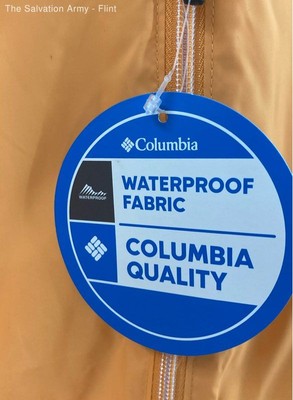 The Salvation Army - Flint
Columbia
WATERPROOF
FABRIC
WATERPROOF
COLUMBIA
QUALITY